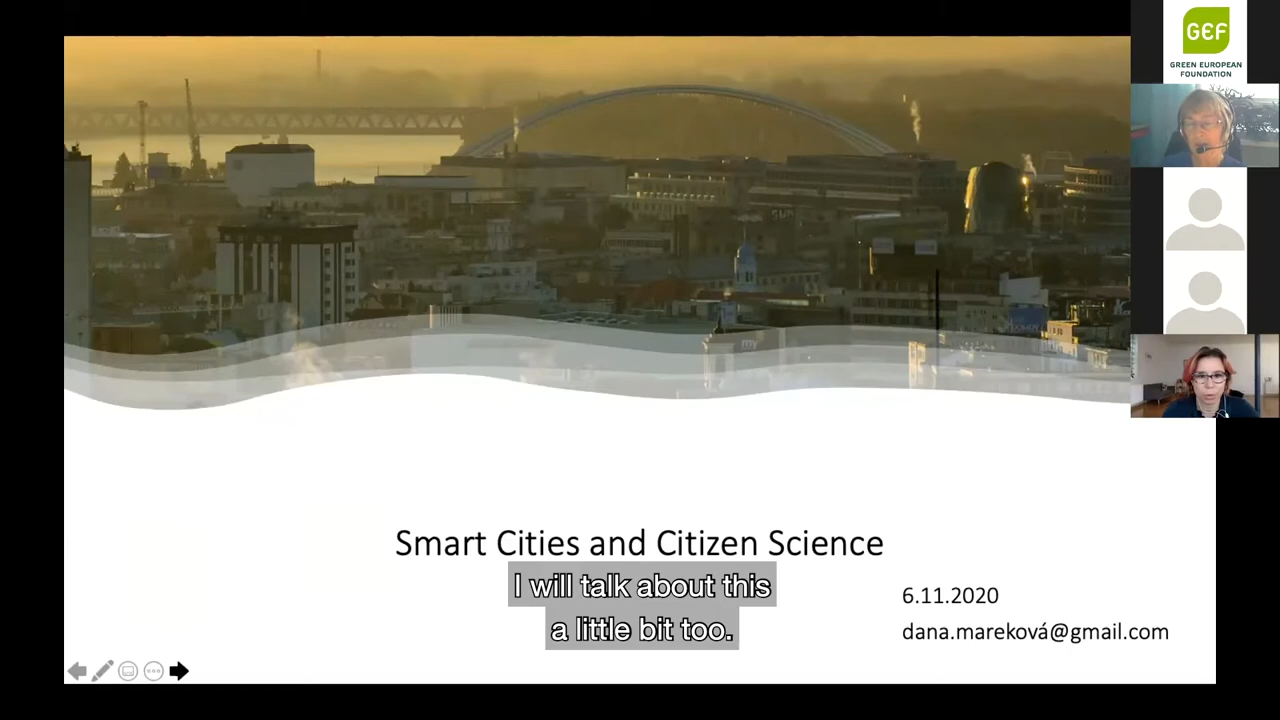 GEF
GREEN EUROPEAN
FOUNDATION
Smart Cities and Citizen Science
I will talk about this
a little bit too.
6.11.2020
dana.mareková@gmail.com